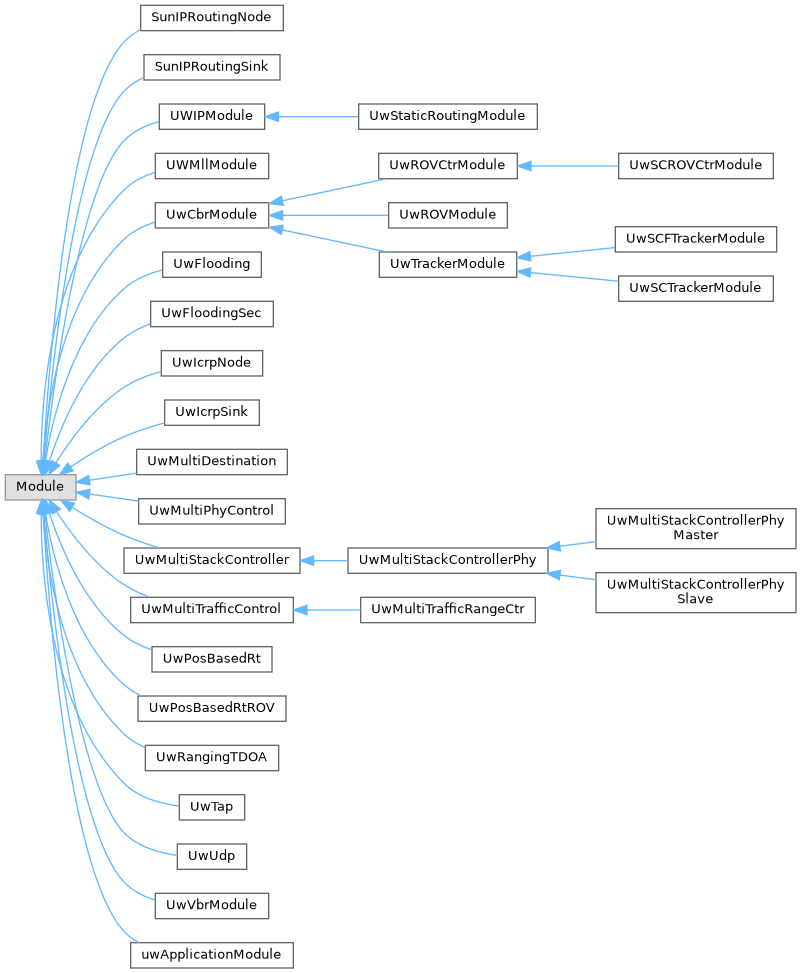 SunIPRoutingNode
SunIPRoutingSink
UWIPModule
UwStaticRoutingModule
UWMllModule
UwROVCtrModule
UwSCROVCtrModule
UwCbrModule
UwROVModule
UwSCFTrackerModule
UwFlooding
UwTrackerModule
UwSCTrackerModule
UwFloodingSec
UwIcrpNode
UwIcrpSink
UwMultiDestination
Module
UwMultiPhyControl
UwMultiStackControllerPhy
Master
UwMultiStackController
UwMultiStackControllerPhy
UwMultiStackControllerPhy
Slave
UwMultiTrafficControl
UwMultiTrafficRangeCtr
UwPosBasedRt
UwPosBasedRtROV
UwRangingTDOA
UwTap
UwUdp
UwVbrModule
uwApplicationModule